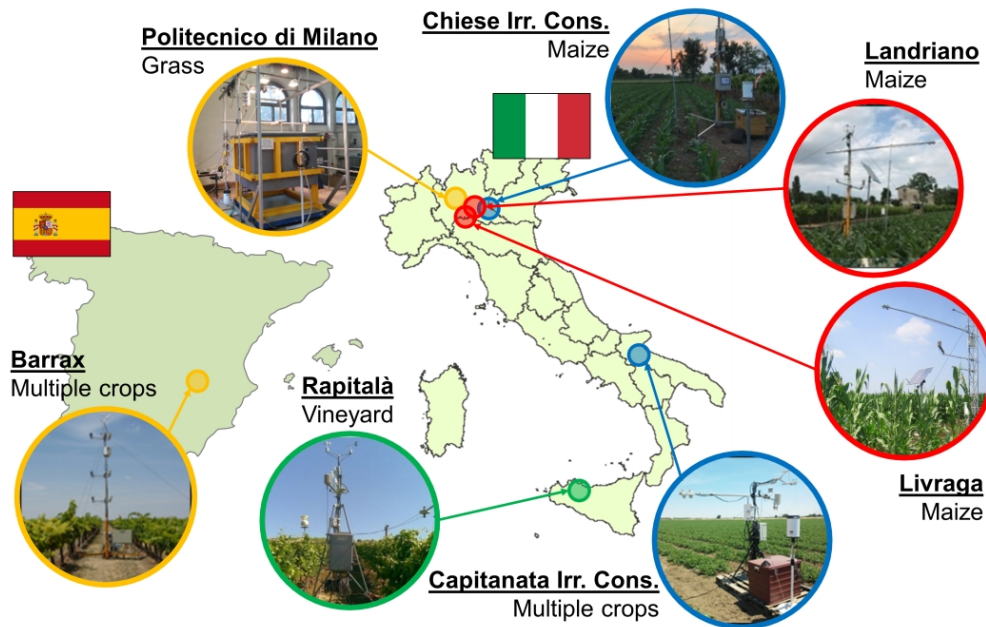 Politecnico di Milano
Grass
Chiese Irr. Cons.
Maize
Landriano
Maize
Barrax
Multiple crops
Rapitalà
Vineyard
Livraga
Maize
Capitanata Irr. Cons.
Multiple crops